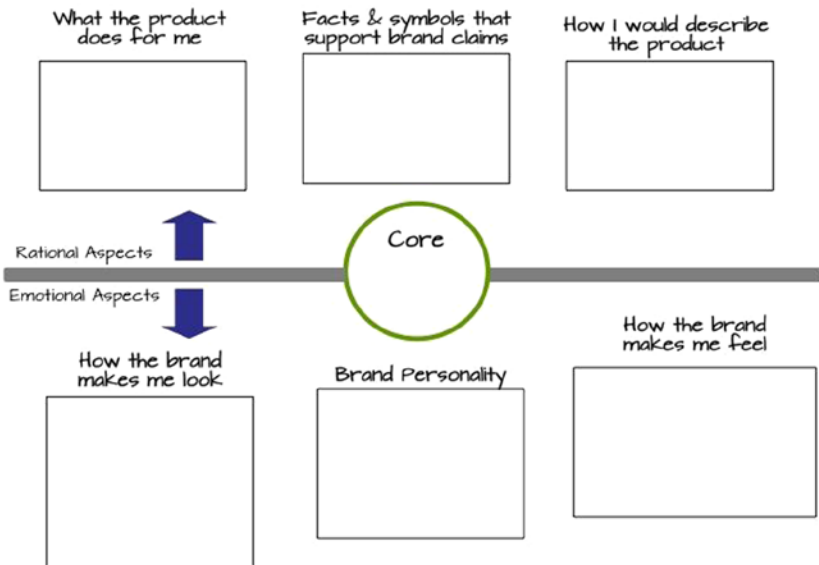 What the product
does for me
Facts & symbols that
support brand claims
How I would describe
the product
Core
Rational Aspects
Emotional Aspects
How the brand
makes me look
Brand Personality
How the brand
makes me feel